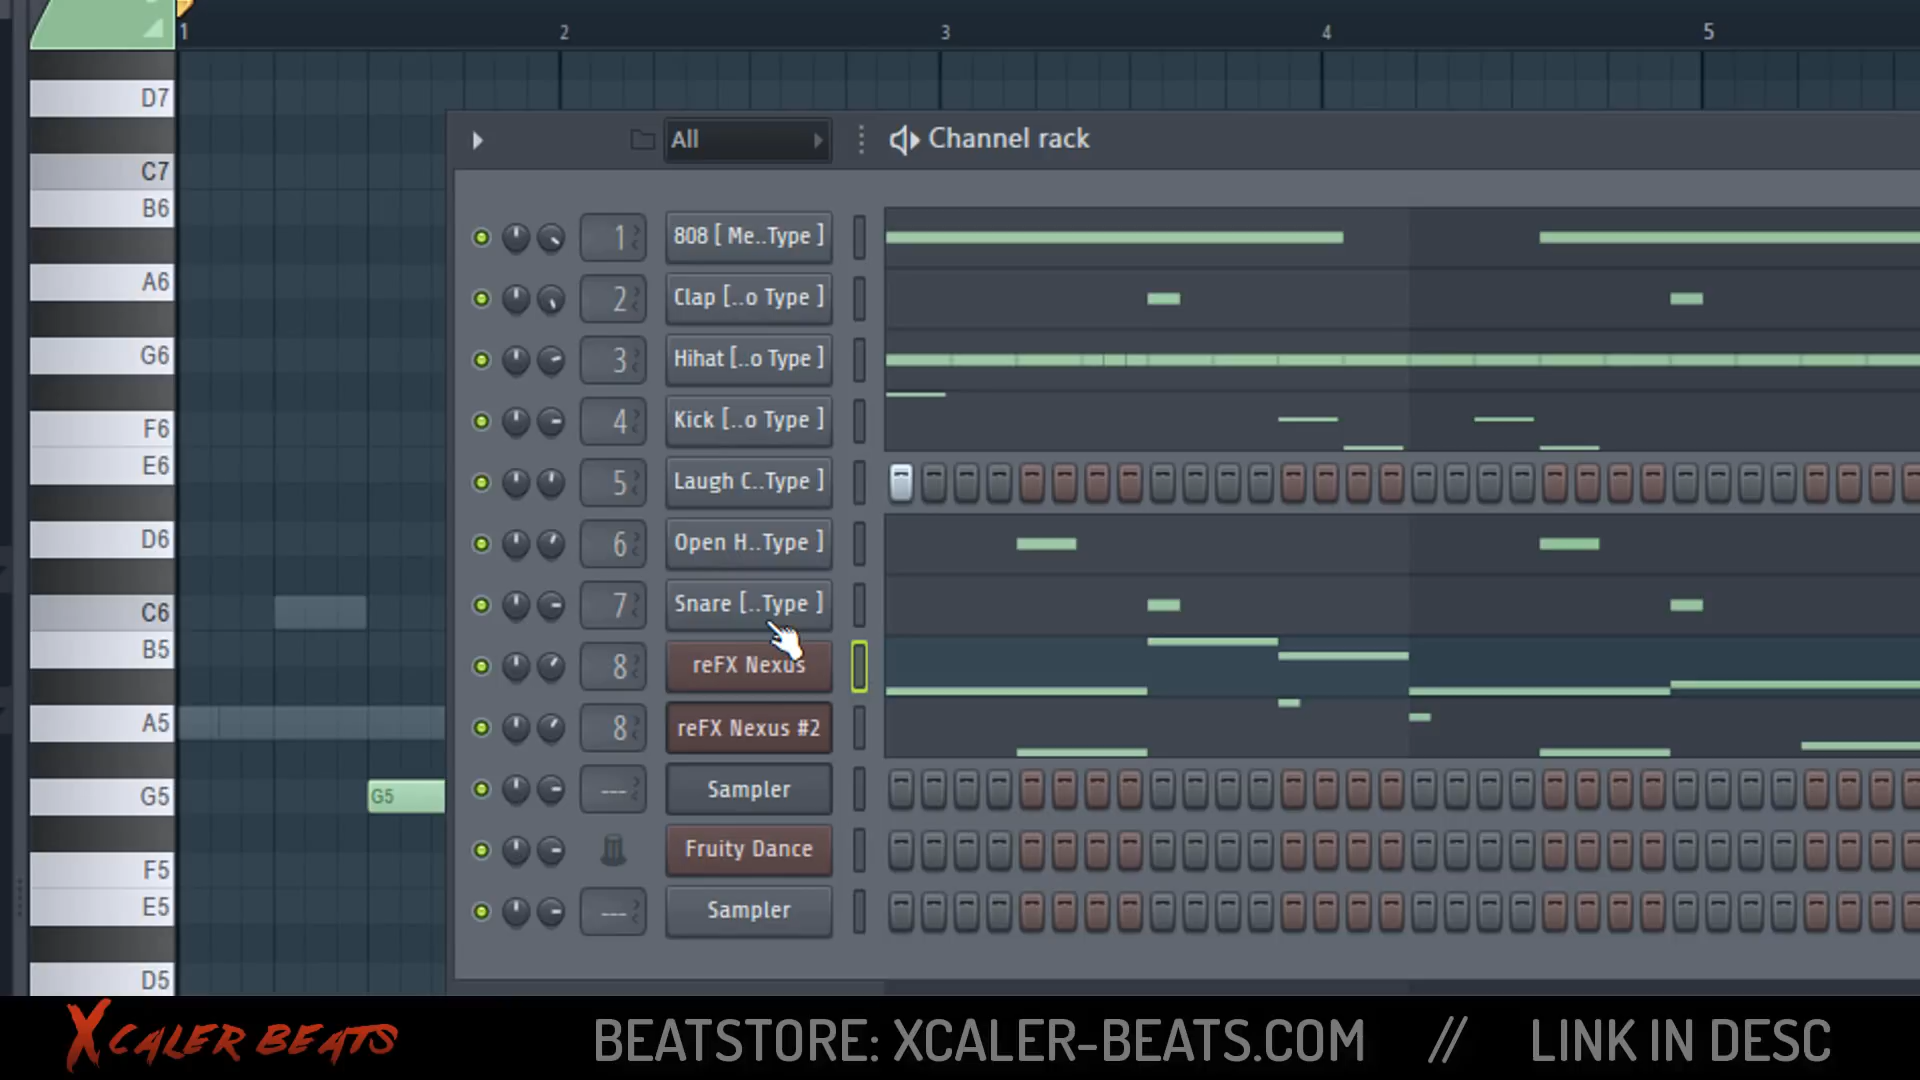 1 2 3 4 5
D7
C7
B6
A6
G6
F6
E6
D6
C6
B5
A5
G5
F5
E5
D5
G5
All Channel rack
1 808 [ Me..Type ]
2 Clap [..o Type ]
3 Hihat [..o Type ]
4 Kick [..o Type ]
5 Laugh C..Type ]
6 Open H..Type ]
7 Snare [..Type ]
8 reFX Nexus
8 reFX Nexus #2
--- Sampler
Fruity Dance
--- Sampler
XCALER BEATS BEATSTORE: XCALER-BEATS.COM // LINK IN DESC